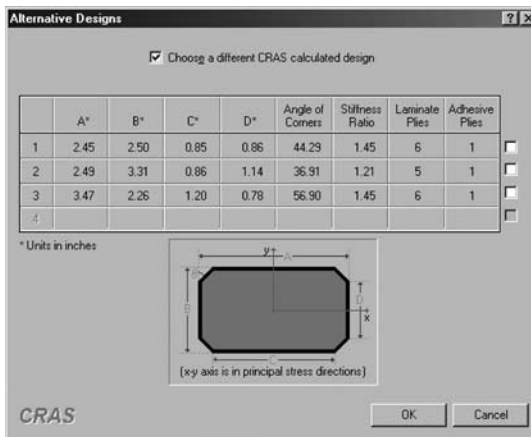 Alternative Designs
Choose a different CRAS calculated design
A* B* C* D* Angle of Corners Stiffness Ratio Laminate Plies Adhesive Plies
1 2.45 2.50 0.85 0.86 44.29 1.45 6 1
2 2.49 3.31 0.86 1.14 36.91 1.21 5 1
3 3.47 2.26 1.20 0.78 56.90 1.45 6 1
4
* Units in inches
y
A
B
D
x
C
(x-y axis is in principal stress directions)
CRAS
OK Cancel